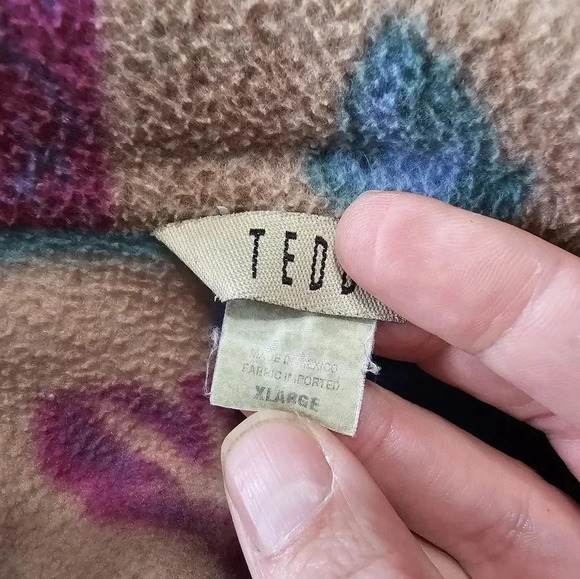 TEDD
MADE IN MEXICO
FABRIC IMPORTED
XLARGE